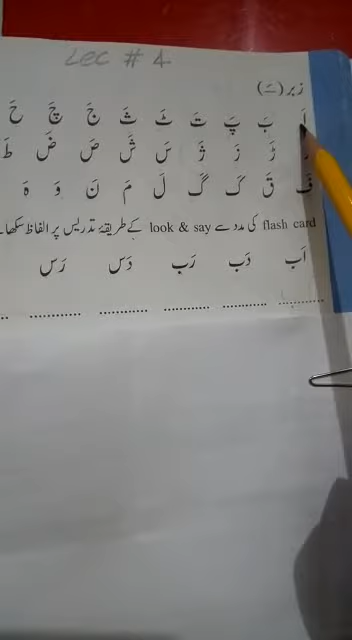 Lec # 4
زبر (ـَ)
اَ بَ پَ تَ ٹَ ثَ جَ چَ حَ
رَ ڑَ زَ ژَ سَ شَ صَ ضَ طَ
فَ قَ کَ گَ لَ مَ نَ وَ ہَ
flash card کی مدد سے look & say کے طریقۂ تدریس پر الفاظ سکھا
اَب دَب رَب دَس رَس